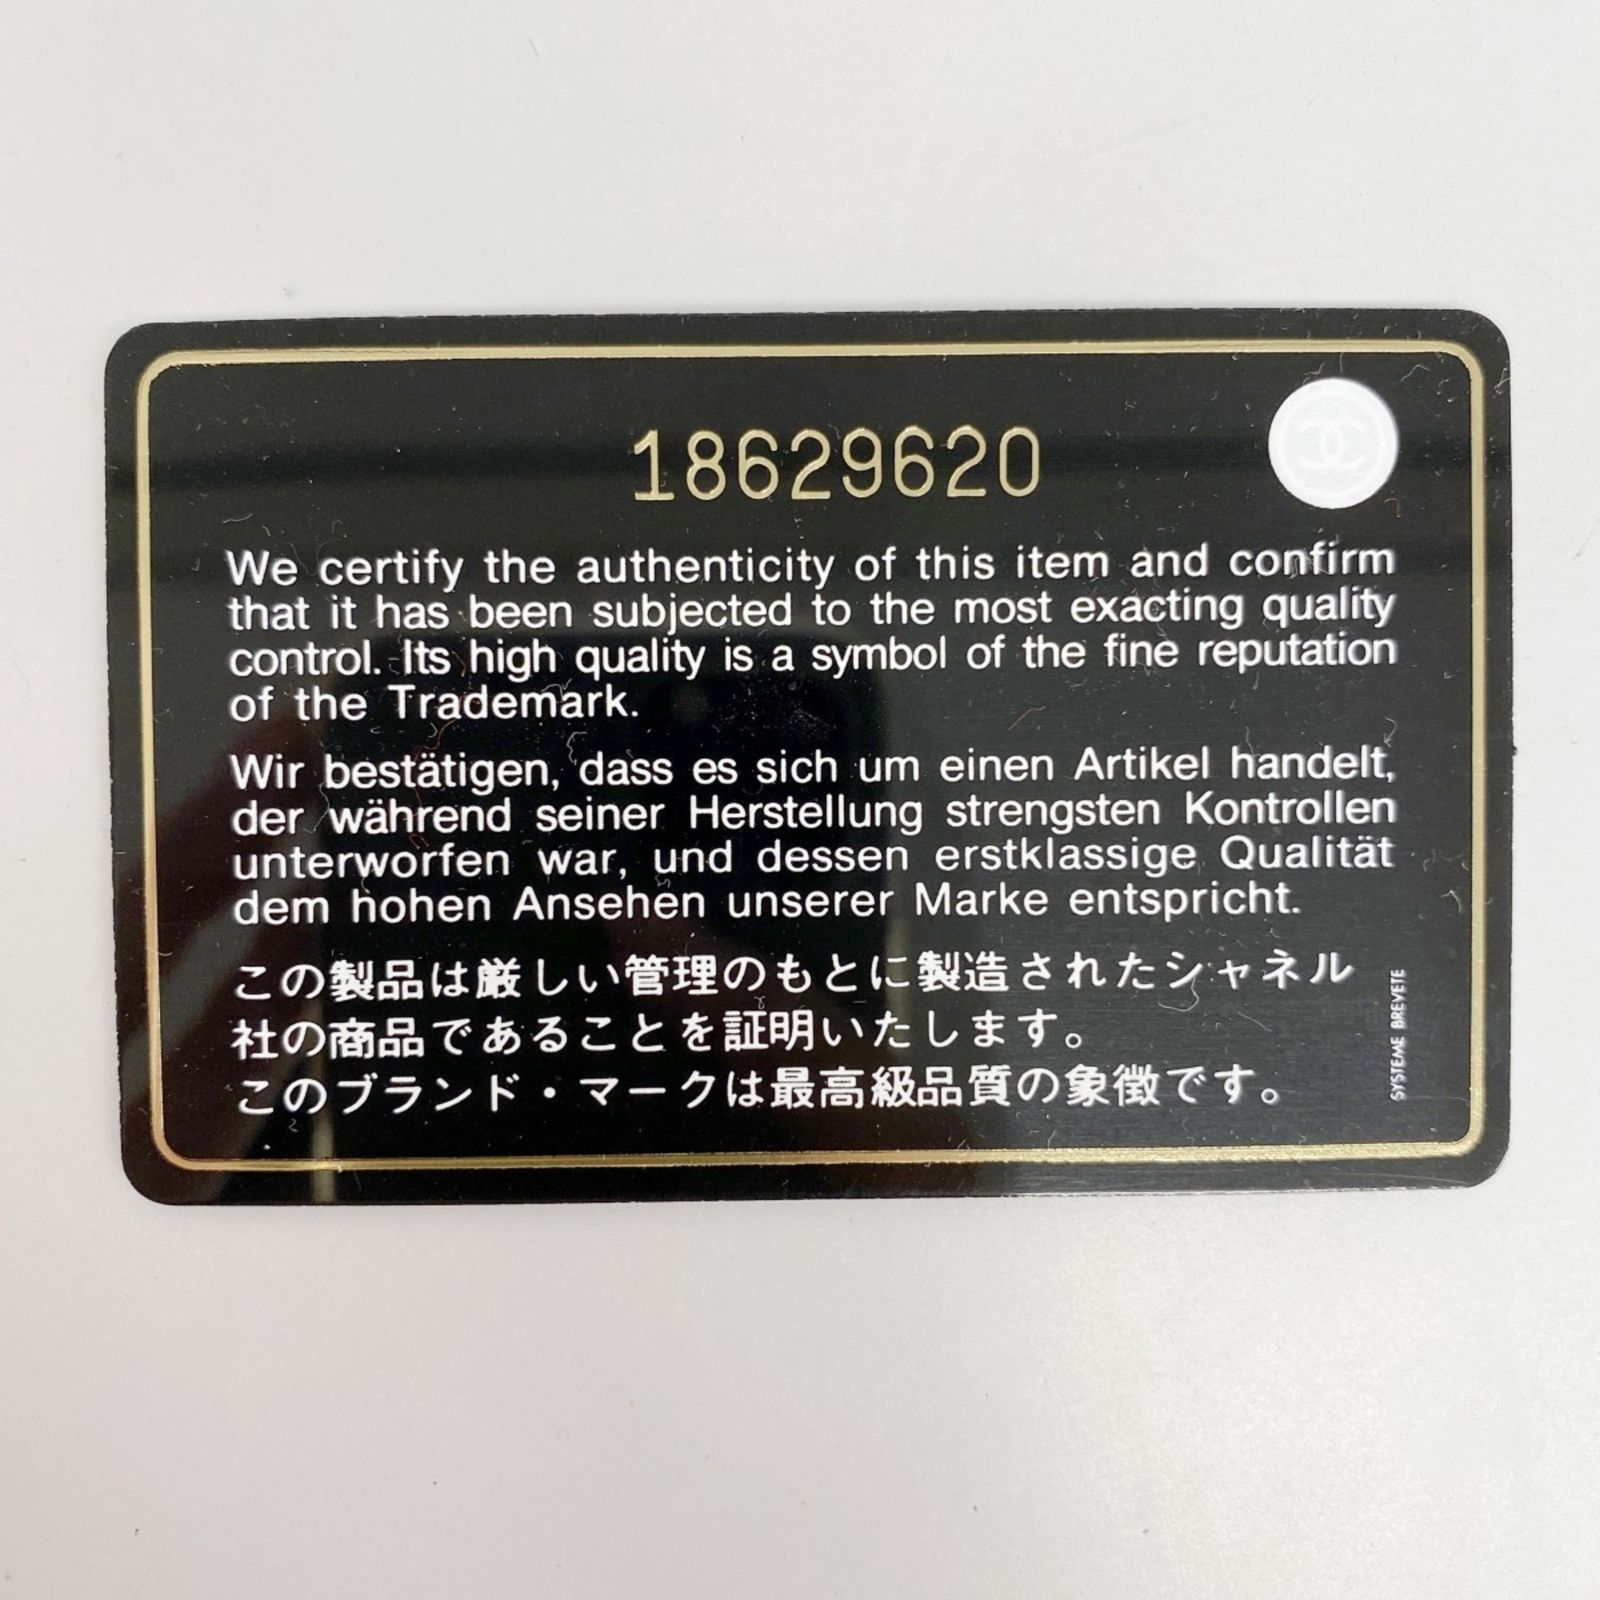 18629620
We certify the authenticity of this item and confirm
that it has been subjected to the most exacting quality
control. Its high quality is a symbol of the fine reputation
of the Trademark.
Wir bestätigen, dass es sich um einen Artikel handelt,
der während seiner Herstellung strengsten Kontrollen
unterworfen war, und dessen erstklassige Qualität
dem hohen Ansehen unserer Marke entspricht.
この製品は厳しい管理のもとに製造されたシャネル
社の商品であることを証明いたします。
このブランド・マークは最高級品質の象徴です。
SYSTEME BREVETE